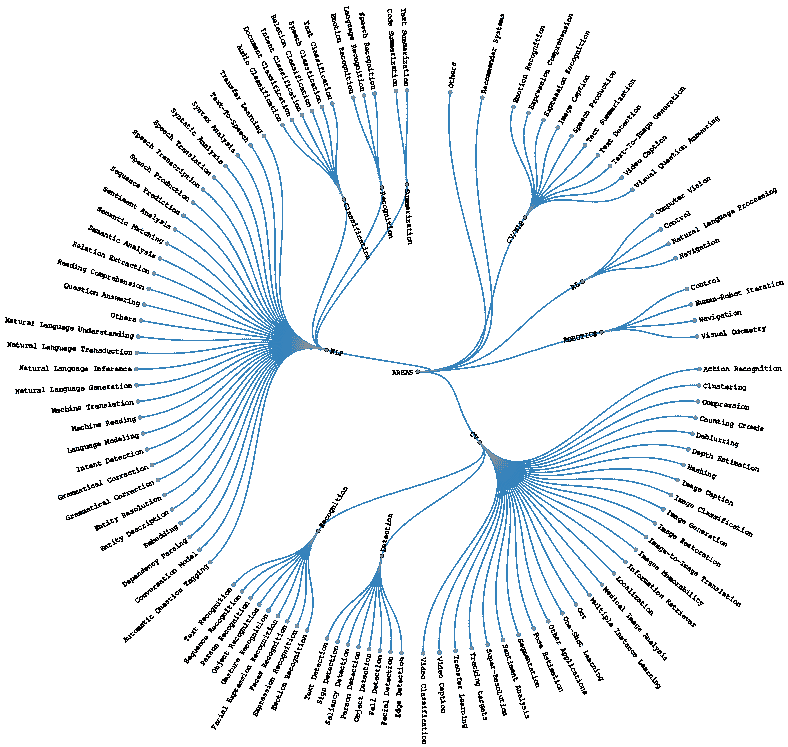 AREAS
Others
Recommender Systems
CV/NLP
Emotion Recognition
Expression Comprehension
Expression Recognition
Image Caption
Speech Production
Text Summarization
Text Detection
Text-To-Image Generation
Video Caption
Visual Question Answering
RL
Computer Vision
Control
Natural Language Processing
Navigation
ROBOTICS
Control
Human-Robot Iteration
Navigation
Visual Odometry
CV
Action Recognition
Clustering
Compression
Counting Crowds
Deblurring
Depth Estimation
Hashing
Image Caption
Image Classification
Image Generation
Image Restoration
Image-to-Image Translation
Images Memorability
Information Retriever
Localization
Medical Image Analysis
Multiple Instance Learning
Ocr
One Shot Learning
Other Applications
Pose Estimation
Segmentation
Sentiment Analysis
Super-Resolution
Tracking targets
Transfer Learning
Video Caption
Video Classification
Detection
Edge Detection
Facial Detection
Fall Detection
Object Detection
Person Detection
Saliency Detection
Sign Detection
Text Detection
Recognition
Action Recognition
Expression Recognition
Faces Recognition
Facial Expression Recognition
Gesture Recognition
Object Recognition
Person Recognition
Sequence Recognition
Text Recognition
NLP
Automatic Question Tagging
Conversation Model
Dependency Parsing
Embedding
Entity Description
Entity Resolution
Grammatical Correction
Grammatical Correction
Intent Detection
Language Modeling
Machine Reading
Machine Translation
Natural Language Generation
Natural Language Inference
Natural Language Transduction
Natural Language Understanding
Others
Question Answering
Reading Comprehension
Relation Extraction
Semantic Analysis
Semantic Matching
Sentiment Analysis
Sequence Prediction
Speech Production
Speech Transcription
Speech Translation
Syntatic Analysis
Syntax Analysis
Text-To-Speech
Transfer Learning
Classification
Audio Classification
Document Classification
Intent Classification
Relation Classification
Speech Classification
Text Classification
Recognition
Emotion Recognition
Language Recognition
Speech Recognition
Summarization
Code Summarization
Text Summarization